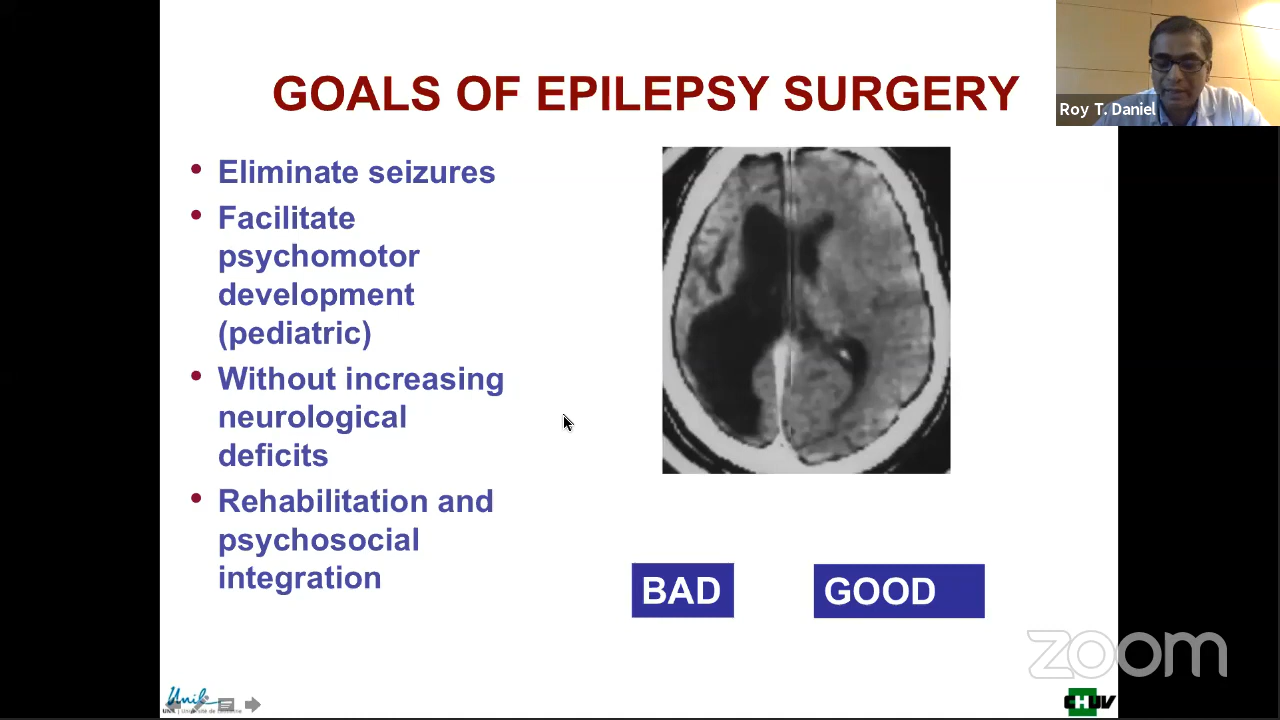 GOALS OF EPILEPSY SURGERY
Roy T. Daniel
• Eliminate seizures
• Facilitate
psychomotor
development
(pediatric)
• Without increasing
neurological
deficits
• Rehabilitation and
psychosocial
integration
BAD
GOOD
zoom
Unil
CHUV